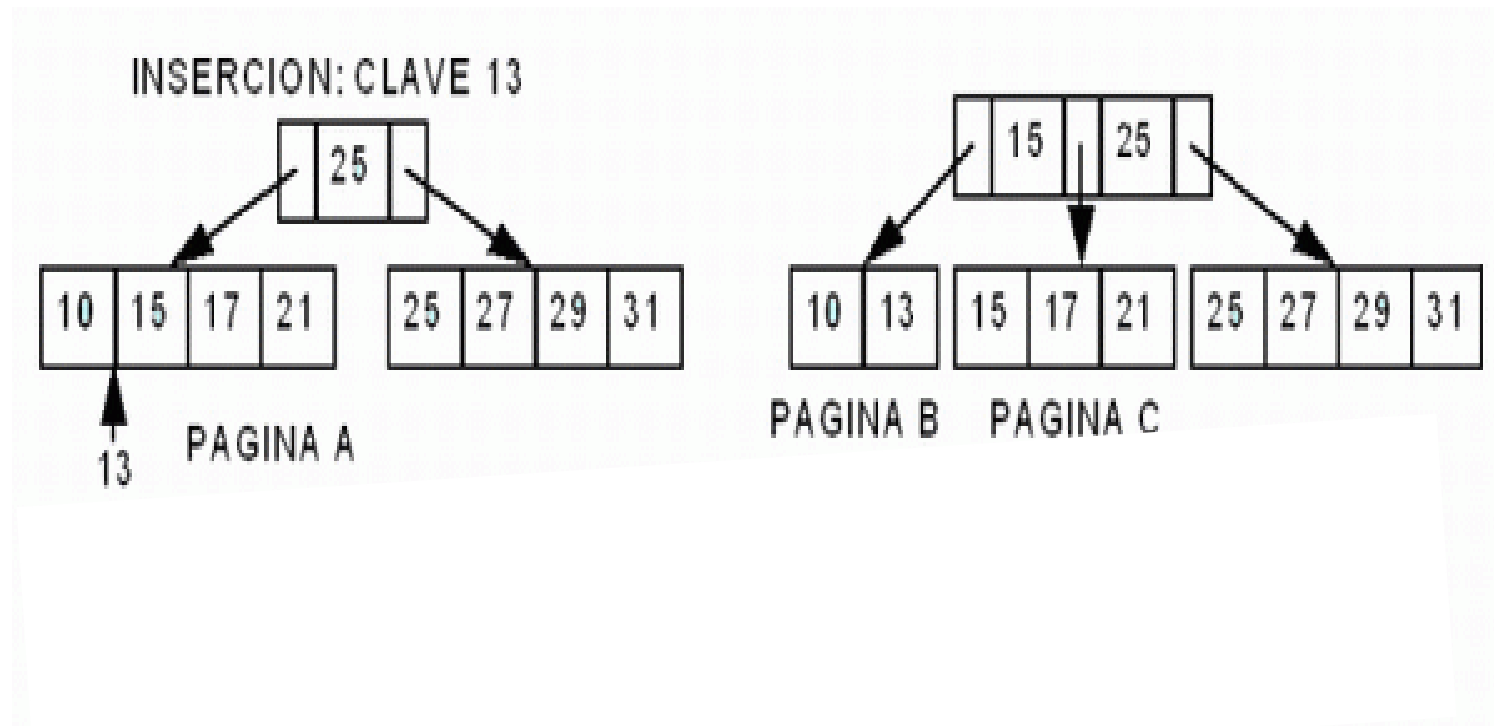 INSERCION: CLAVE 13
25
10 15 17 21
25 27 29 31
13
PAGINA A
15 25
10 13
15 17 21
25 27 29 31
PAGINA B
PAGINA C